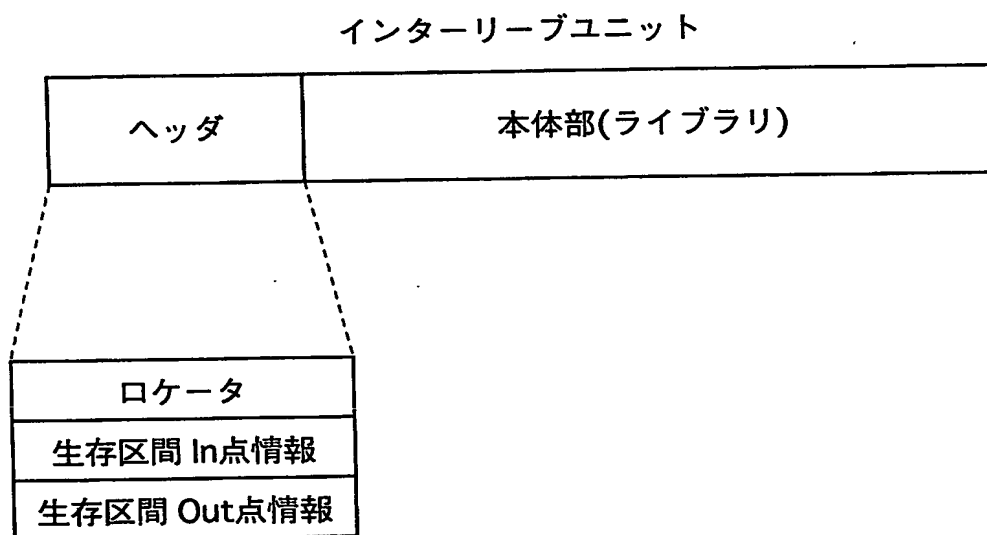 インターリーブユニット
ヘッダ
本体部(ライブラリ)
ロケータ
生存区間 In点情報
生存区間 Out点情報